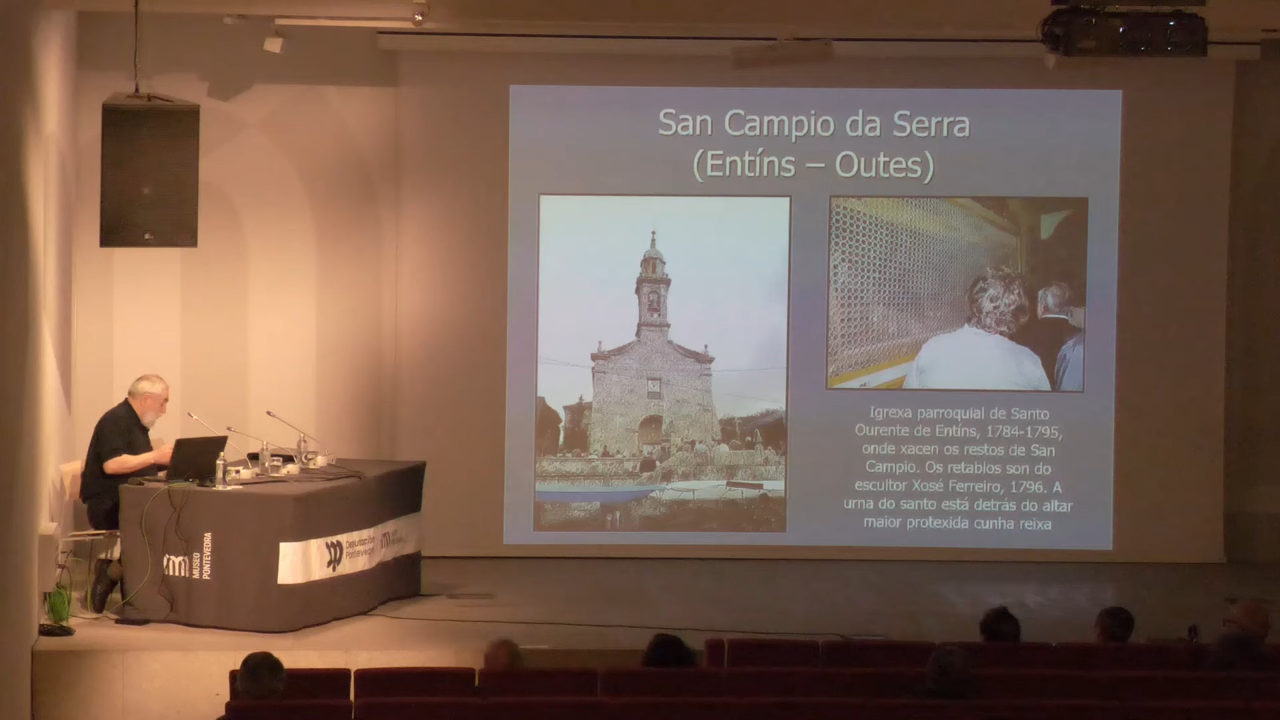 San Campio da Serra
(Entíns – Outes)
Igrexa parroquial de Santo
Ourente de Entíns, 1784-1795,
onde xacen os restos de San
Campio. Os retablos son do
escultor Xosé Ferreiro, 1796. A
urna do santo está detrás do altar
maior protexida cunha reixa
MUSEO
PONTEVEDRA
Deputación
Pontevedra